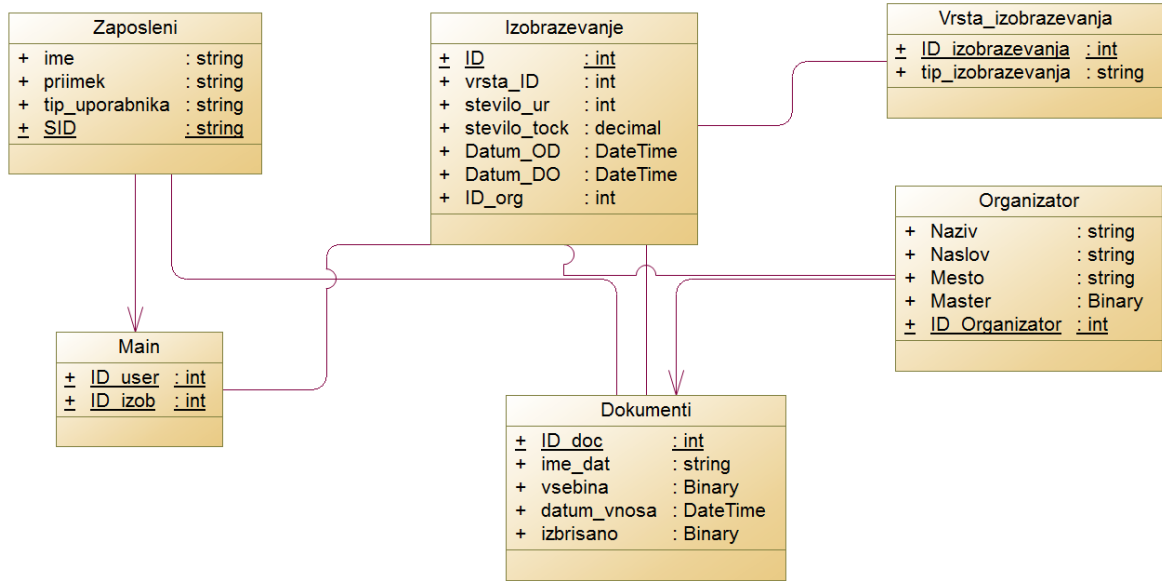 Zaposleni
+ ime : string
+ priimek : string
+ tip_uporabnika : string
+ SID : string
Izobrazevanje
+ ID : int
+ vrsta_ID : int
+ stevilo_ur : int
+ stevilo_tock : decimal
+ Datum_OD : DateTime
+ Datum_DO : DateTime
+ ID_org : int
Vrsta_izobrazevanja
+ ID_izobrazevanja : int
+ tip_izobrazevanja : string
Organizator
+ Naziv : string
+ Naslov : string
+ Mesto : string
+ Master : Binary
+ ID_Organizator : int
Main
+ ID_user : int
+ ID_izob : int
Dokumenti
+ ID_doc : int
+ ime_dat : string
+ vsebina : Binary
+ datum_vnosa : DateTime
+ izbrisano : Binary